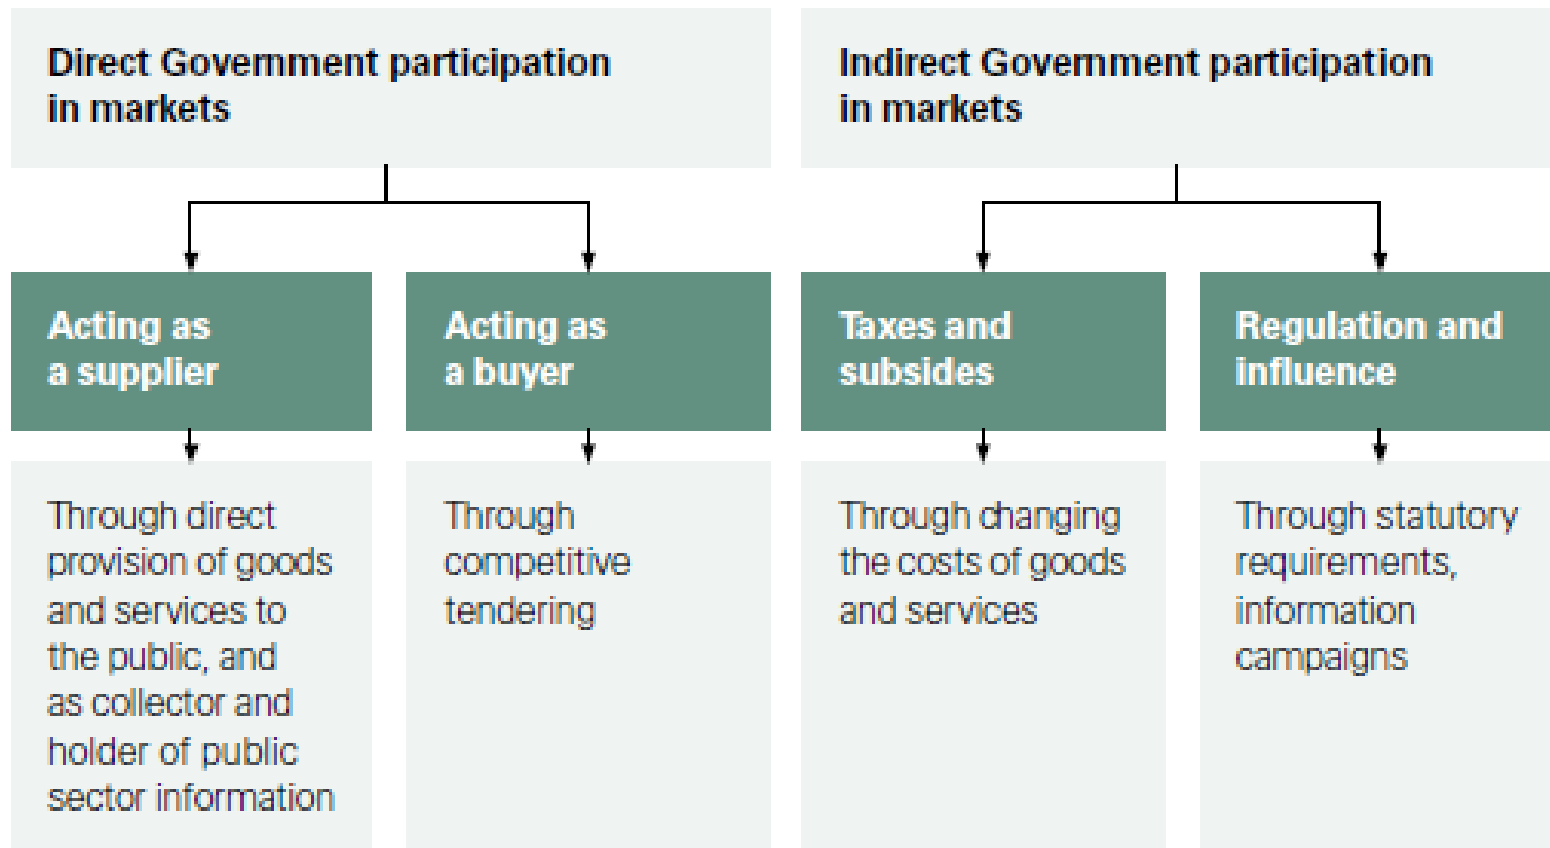 Direct Government participation
in markets
Indirect Government participation
in markets
Acting as
a supplier
Acting as
a buyer
Taxes and
subsides
Regulation and
influence
Through direct
provision of goods
and services to
the public, and
as collector and
holder of public
sector information
Through
competitive
tendering
Through changing
the costs of goods
and services
Through statutory
requirements,
information
campaigns